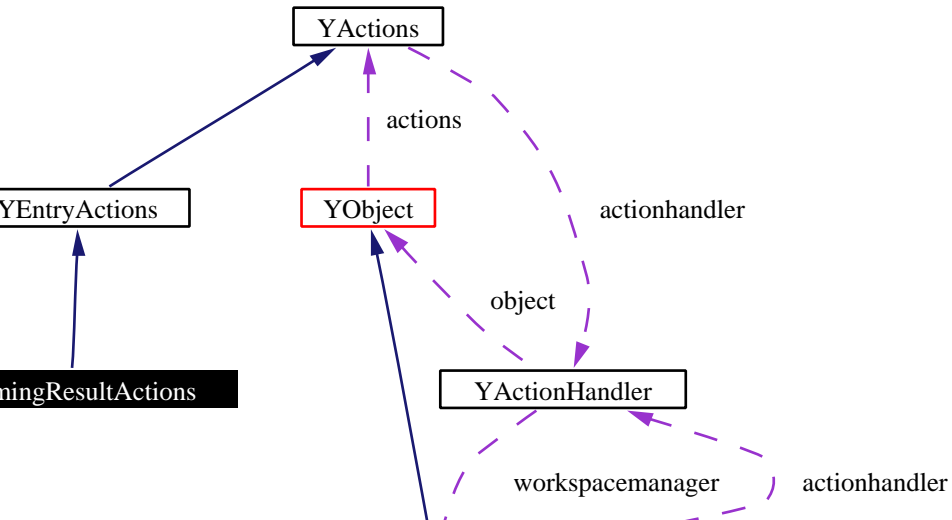 YActions
actions
YEntryActions
YObject
actionhandler
object
mingResultActions
YActionHandler
workspacemanager
actionhandler